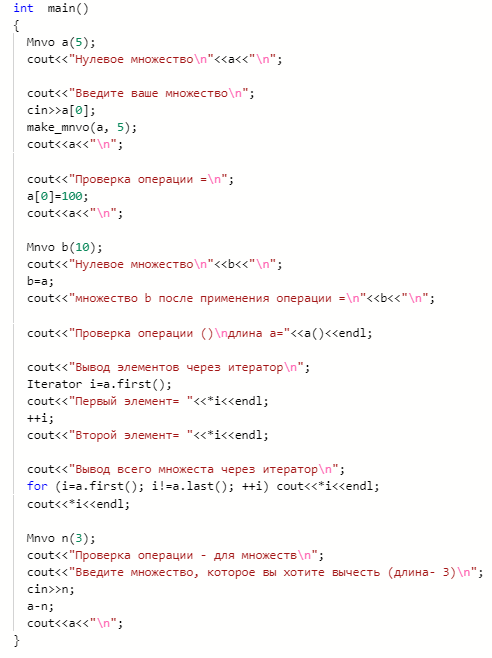 int  main()
{
  Mnvo a(5);
  cout<<"Нулевое множество\n"<<a<<"\n";

  cout<<"Введите ваше множество\n";
  cin>>a[0];
  make_mnvo(a, 5);
  cout<<a<<"\n";

  cout<<"Проверка операции =\n";
  a[0]=100;
  cout<<a<<"\n";

  Mnvo b(10);
  cout<<"Нулевое множество\n"<<b<<"\n";
  b=a;
  cout<<"множество b после применения операции =\n"<<b<<"\n";

  cout<<"Проверка операции ()\nдлина a="<<a()<<endl;

  cout<<"Вывод элементов через итератор\n";
  Iterator i=a.first();
  cout<<"Первый элемент= "<<*i<<endl;
  ++i;
  cout<<"Второй элемент= "<<*i<<endl;

  cout<<"Вывод всего множеста через итератор\n";
  for (i=a.first(); i!=a.last(); ++i) cout<<*i<<endl;
  cout<<*i<<endl;

  Mnvo n(3);
  cout<<"Проверка операции - для множеств\n";
  cout<<"Введите множество, которое вы хотите вычесть (длина- 3)\n";
  cin>>n;
  a-n;
  cout<<a<<"\n";
}